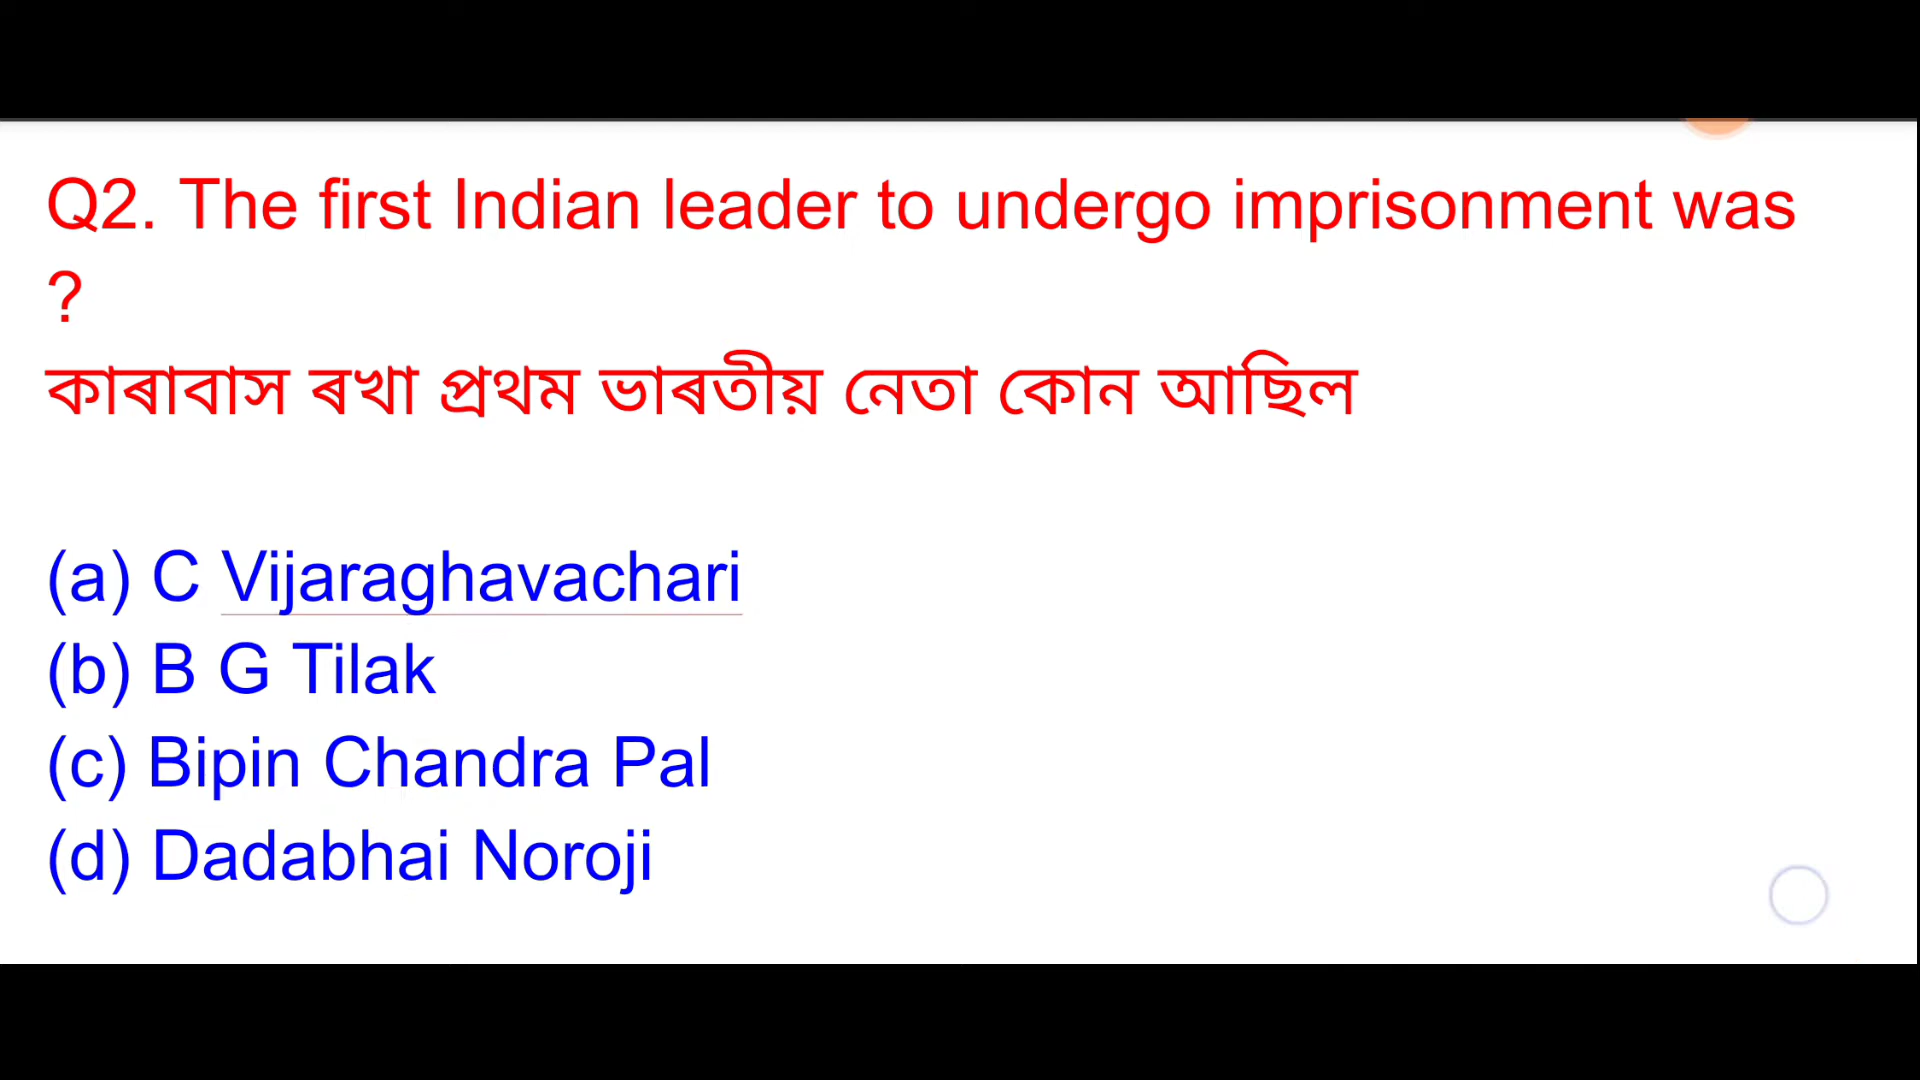 Q2. The first Indian leader to undergo imprisonment was
?
কাৰাবাস ৰখা প্ৰথম ভাৰতীয় নেতা কোন আছিল
(a) C Vijaraghavachari
(b) B G Tilak
(c) Bipin Chandra Pal
(d) Dadabhai Noroji